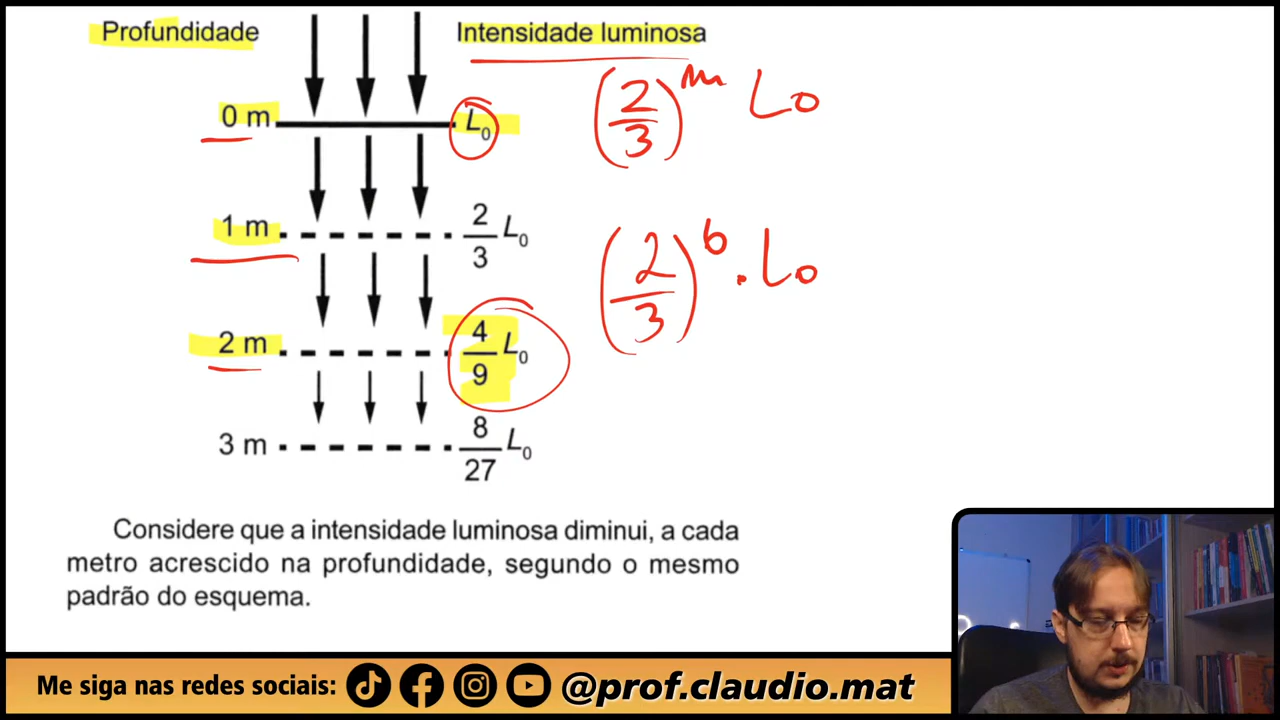 Profundidade Intensidade luminosa
(2/3)^m L0
0 m L0
1 m 2/3 L0
(2/3)^6 . L0
2 m 4/9 L0
3 m 8/27 L0
Considere que a intensidade luminosa diminui, a cada
metro acrescido na profundidade, segundo o mesmo
padrão do esquema.
Me siga nas redes sociais: @prof.claudio.mat